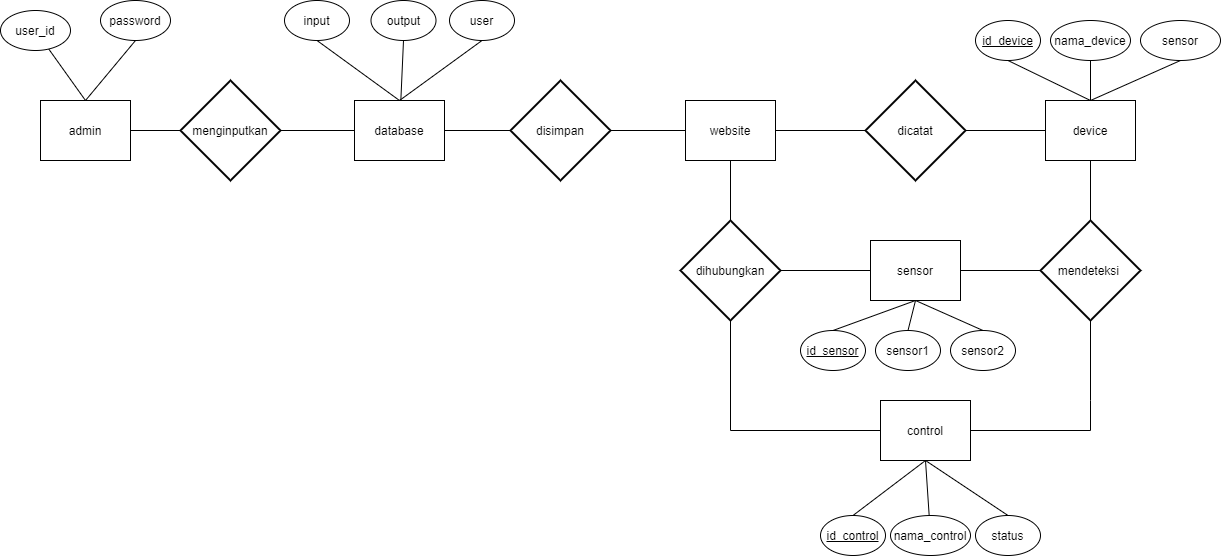 user_id
password
input
output
user
id_device
nama_device
sensor
admin
menginputkan
database
disimpan
website
dicatat
device
dihubungkan
sensor
mendeteksi
id_sensor
sensor1
sensor2
control
id_control
nama_control
status